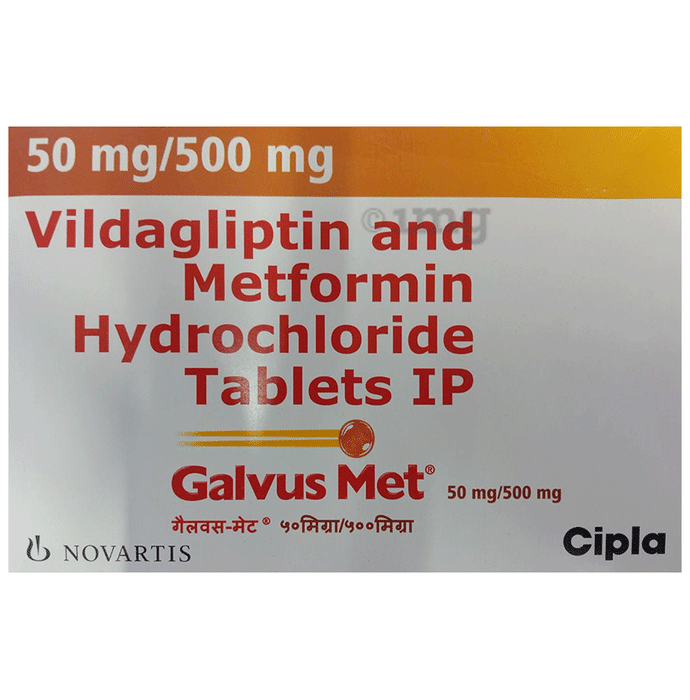 50 mg/500 mg
©1mg
Vildagliptin and
Metformin
Hydrochloride
Tablets IP
Galvus Met® 50 mg/500 mg
गैलवस-मेट® ५०मिग्रा/५००मिग्रा
NOVARTIS
Cipla